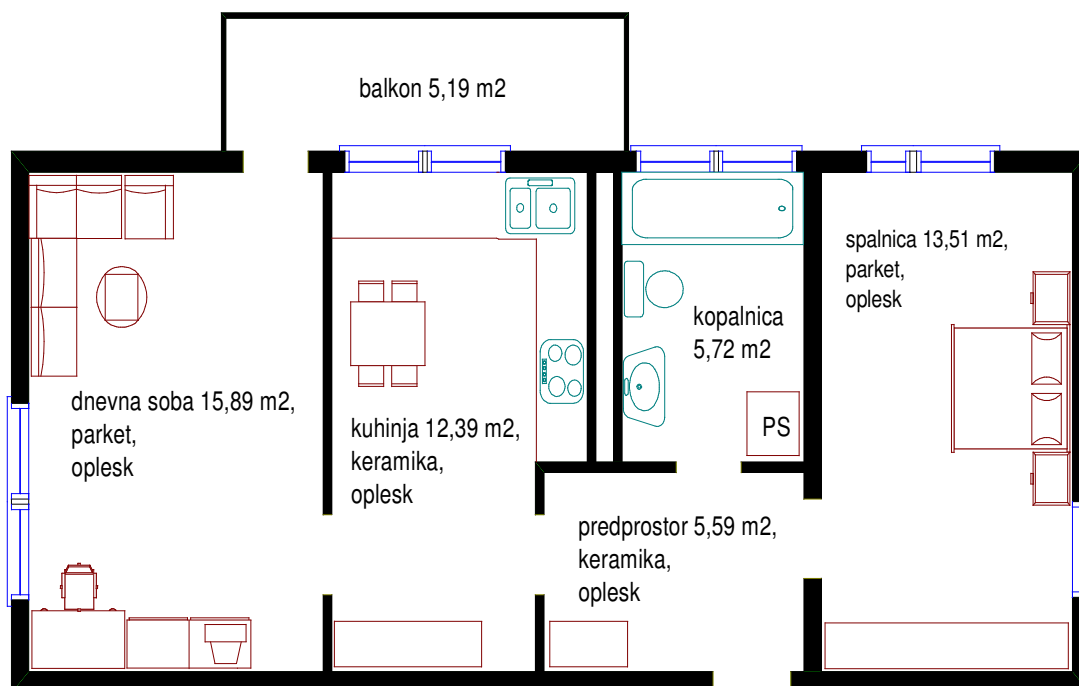 balkon 5,19 m2
spalnica 13,51 m2,
parket,
oplesk
kopalnica
5,72 m2
dnevna soba 15,89 m2,
parket,
oplesk
kuhinja 12,39 m2,
keramika,
oplesk
PS
predprostor 5,59 m2,
keramika,
oplesk